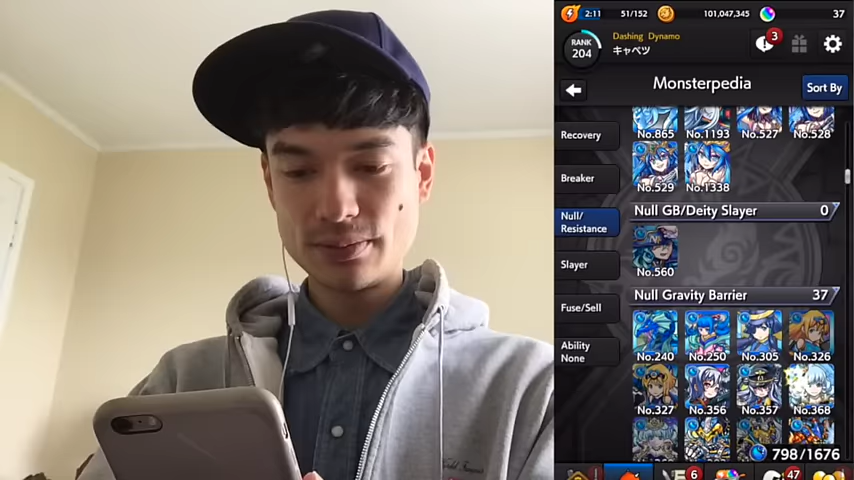 2:11
51/152
101,047,345
37
RANK
204
Dashing Dynamo
キャベツ
3
Monsterpedia
Sort By
Recovery
Breaker
Null/
Resistance
Slayer
Fuse/Sell
Ability
None
No.865
No.1193
No.527
No.528
No.529
No.1338
Null GB/Deity Slayer
0
No.560
Null Gravity Barrier
37
No.240
No.250
No.305
No.326
No.327
No.356
No.357
No.368
798/1676
6
47